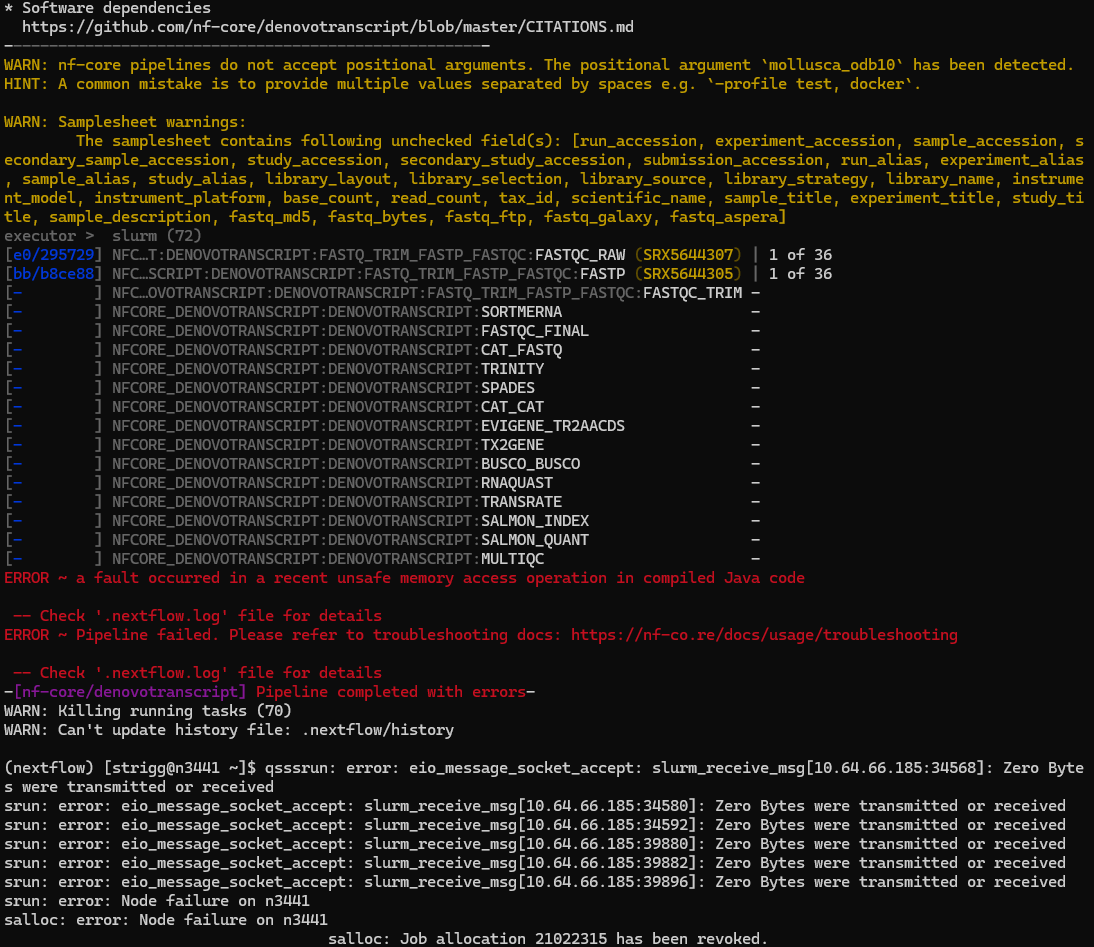 * Software dependencies
  https://github.com/nf-core/denovotranscript/blob/master/CITATIONS.md
-----------------------------------------------------
WARN: nf-core pipelines do not accept positional arguments. The positional argument `mollusca_odb10` has been detected.
HINT: A common mistake is to provide multiple values separated by spaces e.g. `-profile test, docker`.

WARN: Samplesheet warnings:
        The samplesheet contains following unchecked field(s): [run_accession, experiment_accession, sample_accession, s
econdary_sample_accession, study_accession, secondary_study_accession, submission_accession, run_alias, experiment_alias
, sample_alias, study_alias, library_layout, library_selection, library_source, library_strategy, library_name, instrume
nt_model, instrument_platform, base_count, read_count, tax_id, scientific_name, sample_title, experiment_title, study_ti
tle, sample_description, fastq_md5, fastq_bytes, fastq_ftp, fastq_galaxy, fastq_aspera]
executor >  slurm (72)
[e0/295729] NFC…T:DENOVOTRANSCRIPT:FASTQ_TRIM_FASTP_FASTQC:FASTQC_RAW (SRX5644307) | 1 of 36
[bb/b8ce88] NFC…SCRIPT:DENOVOTRANSCRIPT:FASTQ_TRIM_FASTP_FASTQC:FASTP (SRX5644305) | 1 of 36
[-        ] NFC…OVOTRANSCRIPT:DENOVOTRANSCRIPT:FASTQ_TRIM_FASTP_FASTQC:FASTQC_TRIM -
[-        ] NFCORE_DENOVOTRANSCRIPT:DENOVOTRANSCRIPT:SORTMERNA                     -
[-        ] NFCORE_DENOVOTRANSCRIPT:DENOVOTRANSCRIPT:FASTQC_FINAL                  -
[-        ] NFCORE_DENOVOTRANSCRIPT:DENOVOTRANSCRIPT:CAT_FASTQ                     -
[-        ] NFCORE_DENOVOTRANSCRIPT:DENOVOTRANSCRIPT:TRINITY                       -
[-        ] NFCORE_DENOVOTRANSCRIPT:DENOVOTRANSCRIPT:SPADES                        -
[-        ] NFCORE_DENOVOTRANSCRIPT:DENOVOTRANSCRIPT:CAT_CAT                       -
[-        ] NFCORE_DENOVOTRANSCRIPT:DENOVOTRANSCRIPT:EVIGENE_TR2AACDS              -
[-        ] NFCORE_DENOVOTRANSCRIPT:DENOVOTRANSCRIPT:TX2GENE                       -
[-        ] NFCORE_DENOVOTRANSCRIPT:DENOVOTRANSCRIPT:BUSCO_BUSCO                   -
[-        ] NFCORE_DENOVOTRANSCRIPT:DENOVOTRANSCRIPT:RNAQUAST                      -
[-        ] NFCORE_DENOVOTRANSCRIPT:DENOVOTRANSCRIPT:TRANSRATE                     -
[-        ] NFCORE_DENOVOTRANSCRIPT:DENOVOTRANSCRIPT:SALMON_INDEX                  -
[-        ] NFCORE_DENOVOTRANSCRIPT:DENOVOTRANSCRIPT:SALMON_QUANT                  -
[-        ] NFCORE_DENOVOTRANSCRIPT:DENOVOTRANSCRIPT:MULTIQC                       -
ERROR ~ a fault occurred in a recent unsafe memory access operation in compiled Java code

 -- Check '.nextflow.log' file for details
ERROR ~ Pipeline failed. Please refer to troubleshooting docs: https://nf-co.re/docs/usage/troubleshooting

 -- Check '.nextflow.log' file for details
-[nf-core/denovotranscript] Pipeline completed with errors-
WARN: Killing running tasks (70)
WARN: Can't update history file: .nextflow/history

(nextflow) [strigg@n3441 ~]$ qsssrun: error: eio_message_socket_accept: slurm_receive_msg[10.64.66.185:34568]: Zero Byte
s were transmitted or received
srun: error: eio_message_socket_accept: slurm_receive_msg[10.64.66.185:34580]: Zero Bytes were transmitted or received
srun: error: eio_message_socket_accept: slurm_receive_msg[10.64.66.185:34592]: Zero Bytes were transmitted or received
srun: error: eio_message_socket_accept: slurm_receive_msg[10.64.66.185:39880]: Zero Bytes were transmitted or received
srun: error: eio_message_socket_accept: slurm_receive_msg[10.64.66.185:39882]: Zero Bytes were transmitted or received
srun: error: eio_message_socket_accept: slurm_receive_msg[10.64.66.185:39896]: Zero Bytes were transmitted or received
srun: error: Node failure on n3441
salloc: error: Node failure on n3441
                                    salloc: Job allocation 21022315 has been revoked.